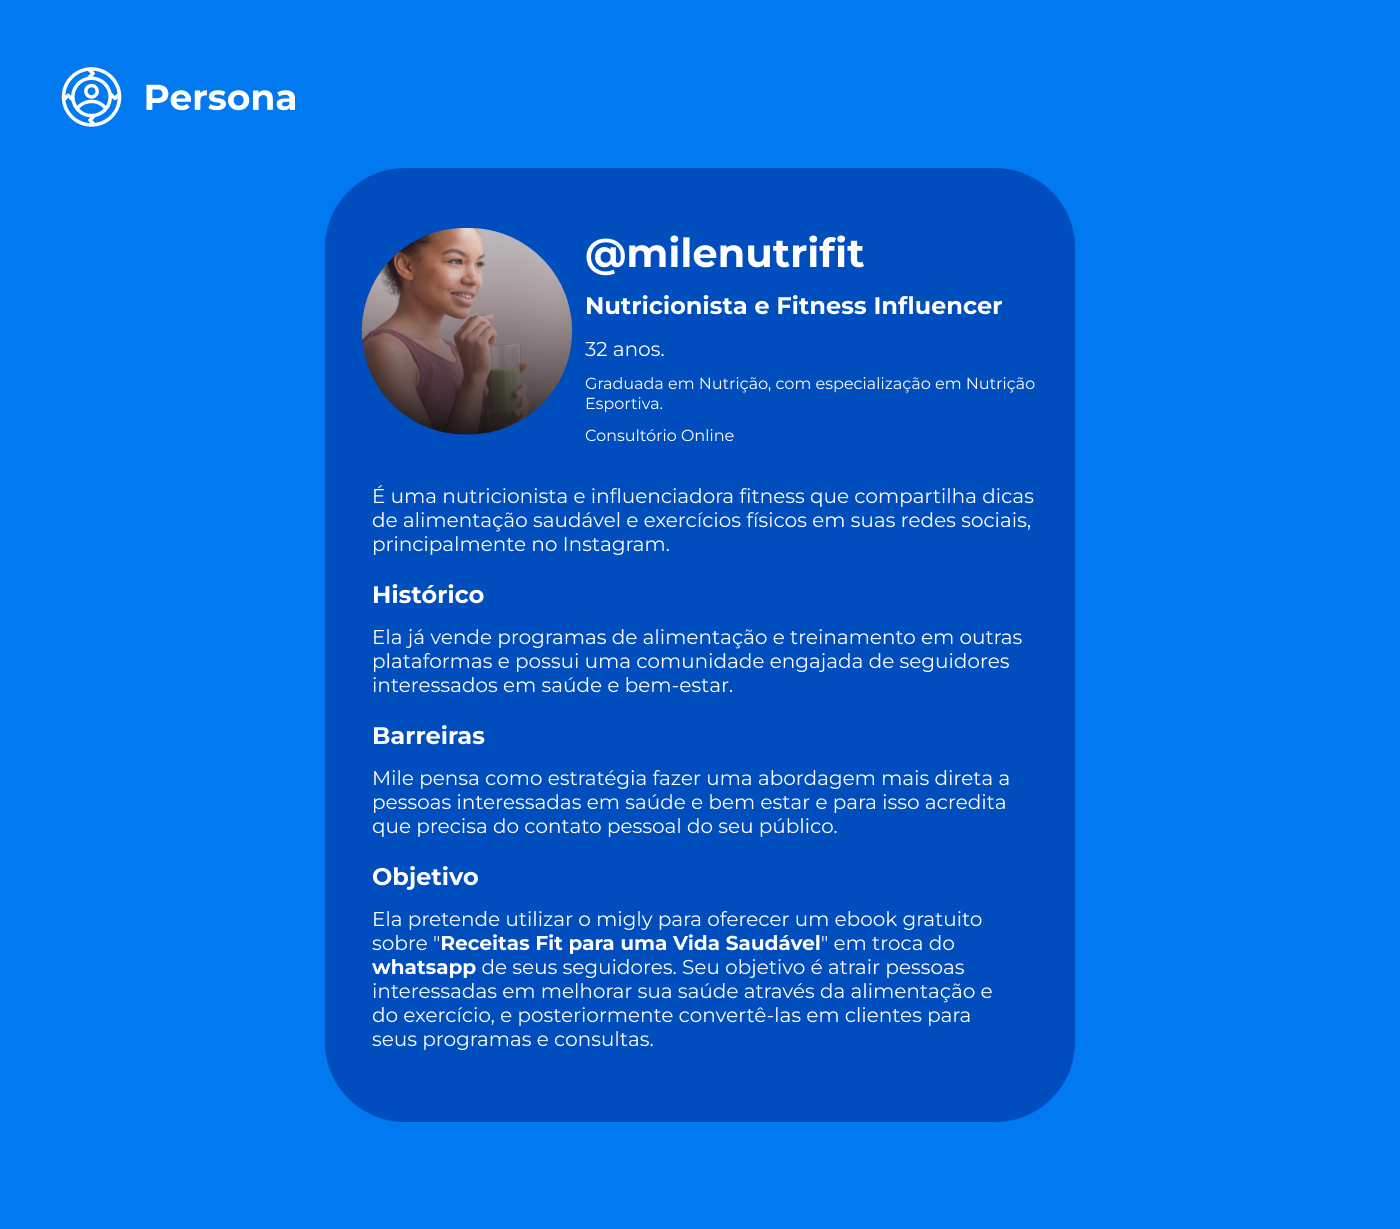 Persona
@milenutrifit
Nutricionista e Fitness Influencer
32 anos.
Graduada em Nutrição, com especialização em Nutrição
Esportiva.
Consultório Online
É uma nutricionista e influenciadora fitness que compartilha dicas
de alimentação saudável e exercícios físicos em suas redes sociais,
principalmente no Instagram.
Histórico
Ela já vende programas de alimentação e treinamento em outras
plataformas e possui uma comunidade engajada de seguidores
interessados em saúde e bem-estar.
Barreiras
Mile pensa como estratégia fazer uma abordagem mais direta a
pessoas interessadas em saúde e bem estar e para isso acredita
que precisa do contato pessoal do seu público.
Objetivo
Ela pretende utilizar o migly para oferecer um ebook gratuito
sobre "Receitas Fit para uma Vida Saudável" em troca do
whatsapp de seus seguidores. Seu objetivo é atrair pessoas
interessadas em melhorar sua saúde através da alimentação e
do exercício, e posteriormente convertê-las em clientes para
seus programas e consultas.